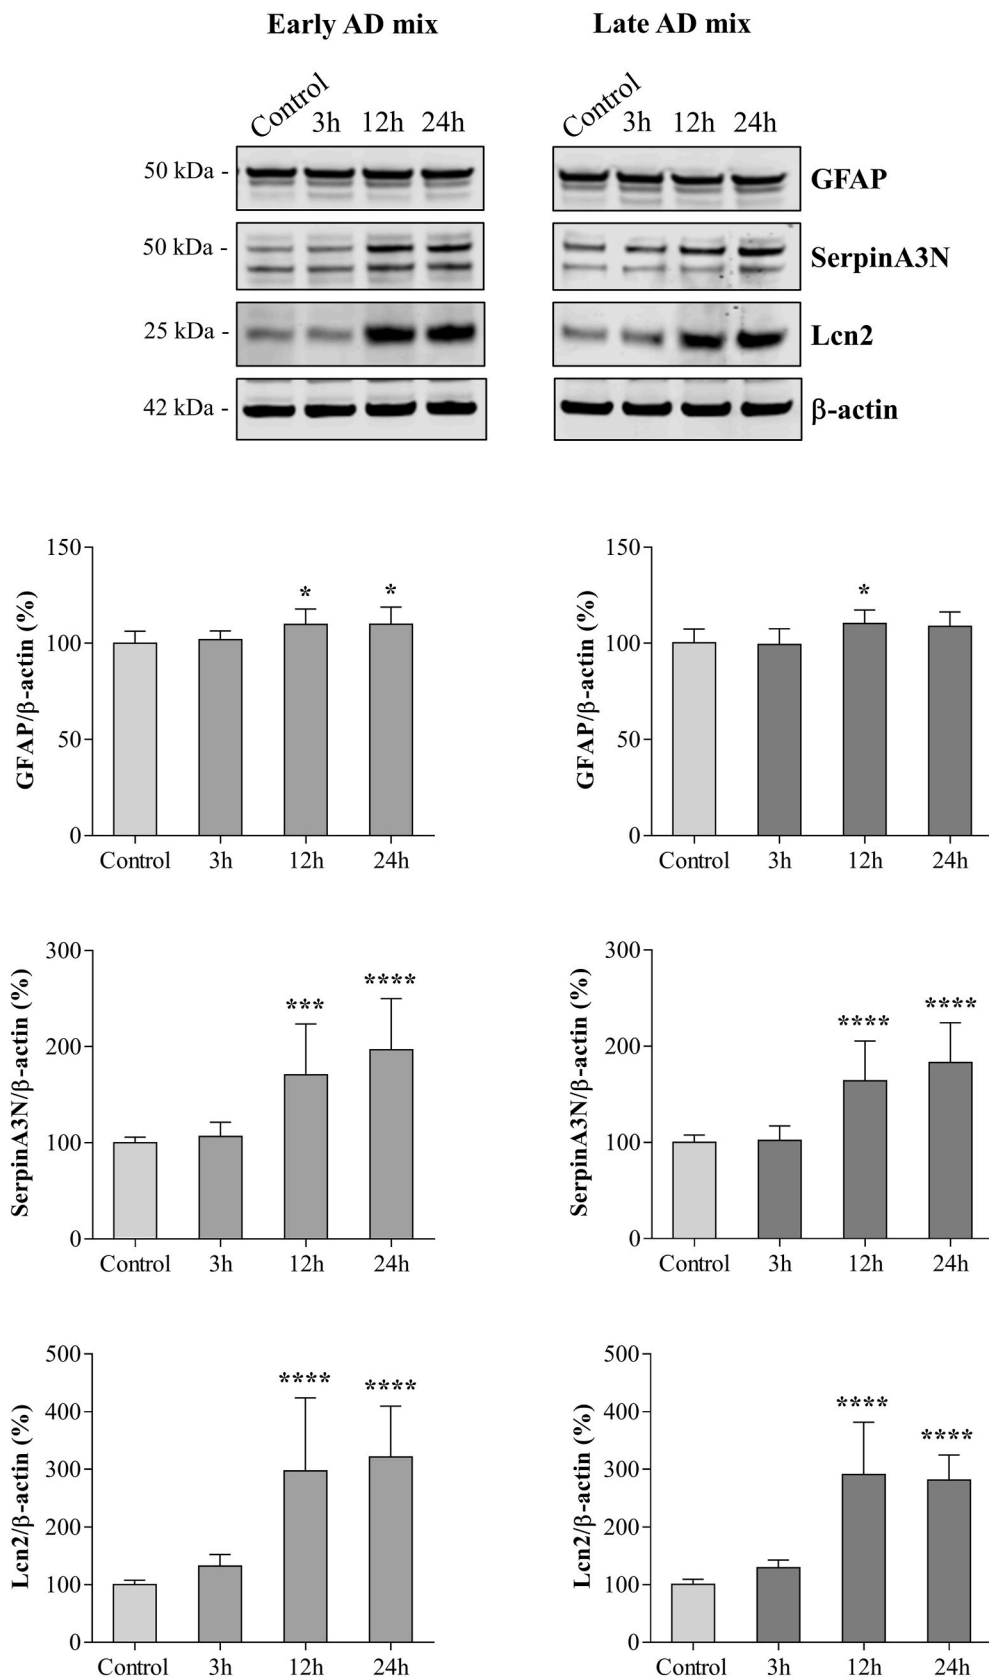 Early AD mix Late AD mix
Control 3h 12h 24h Control 3h 12h 24h
50 kDa - GFAP
50 kDa - SerpinA3N
25 kDa - Lcn2
42 kDa - β-actin
GFAP/β-actin (%)
150
100
50
0
* *
Control 3h 12h 24h
GFAP/β-actin (%)
150
100
50
0
*
Control 3h 12h 24h
SerpinA3N/β-actin (%)
300
200
100
0
*** ****
Control 3h 12h 24h
SerpinA3N/β-actin (%)
300
200
100
0
**** ****
Control 3h 12h 24h
Lcn2/β-actin (%)
500
400
300
200
100
0
**** ****
Control 3h 12h 24h
Lcn2/β-actin (%)
500
400
300
200
100
0
**** ****
Control 3h 12h 24h